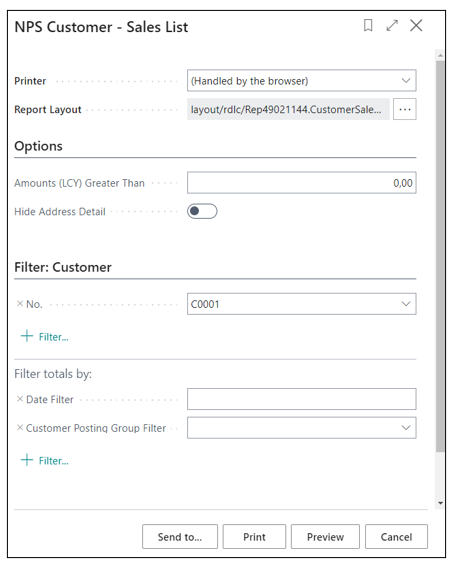 NPS Customer - Sales List
Printer (Handled by the browser)
Report Layout layout/rdlc/Rep49021144.CustomerSale... ...
Options
Amounts (LCY) Greater Than 0,00
Hide Address Detail
Filter: Customer
× No. C0001
+ Filter...
Filter totals by:
× Date Filter
× Customer Posting Group Filter
+ Filter...
Send to... Print Preview Cancel